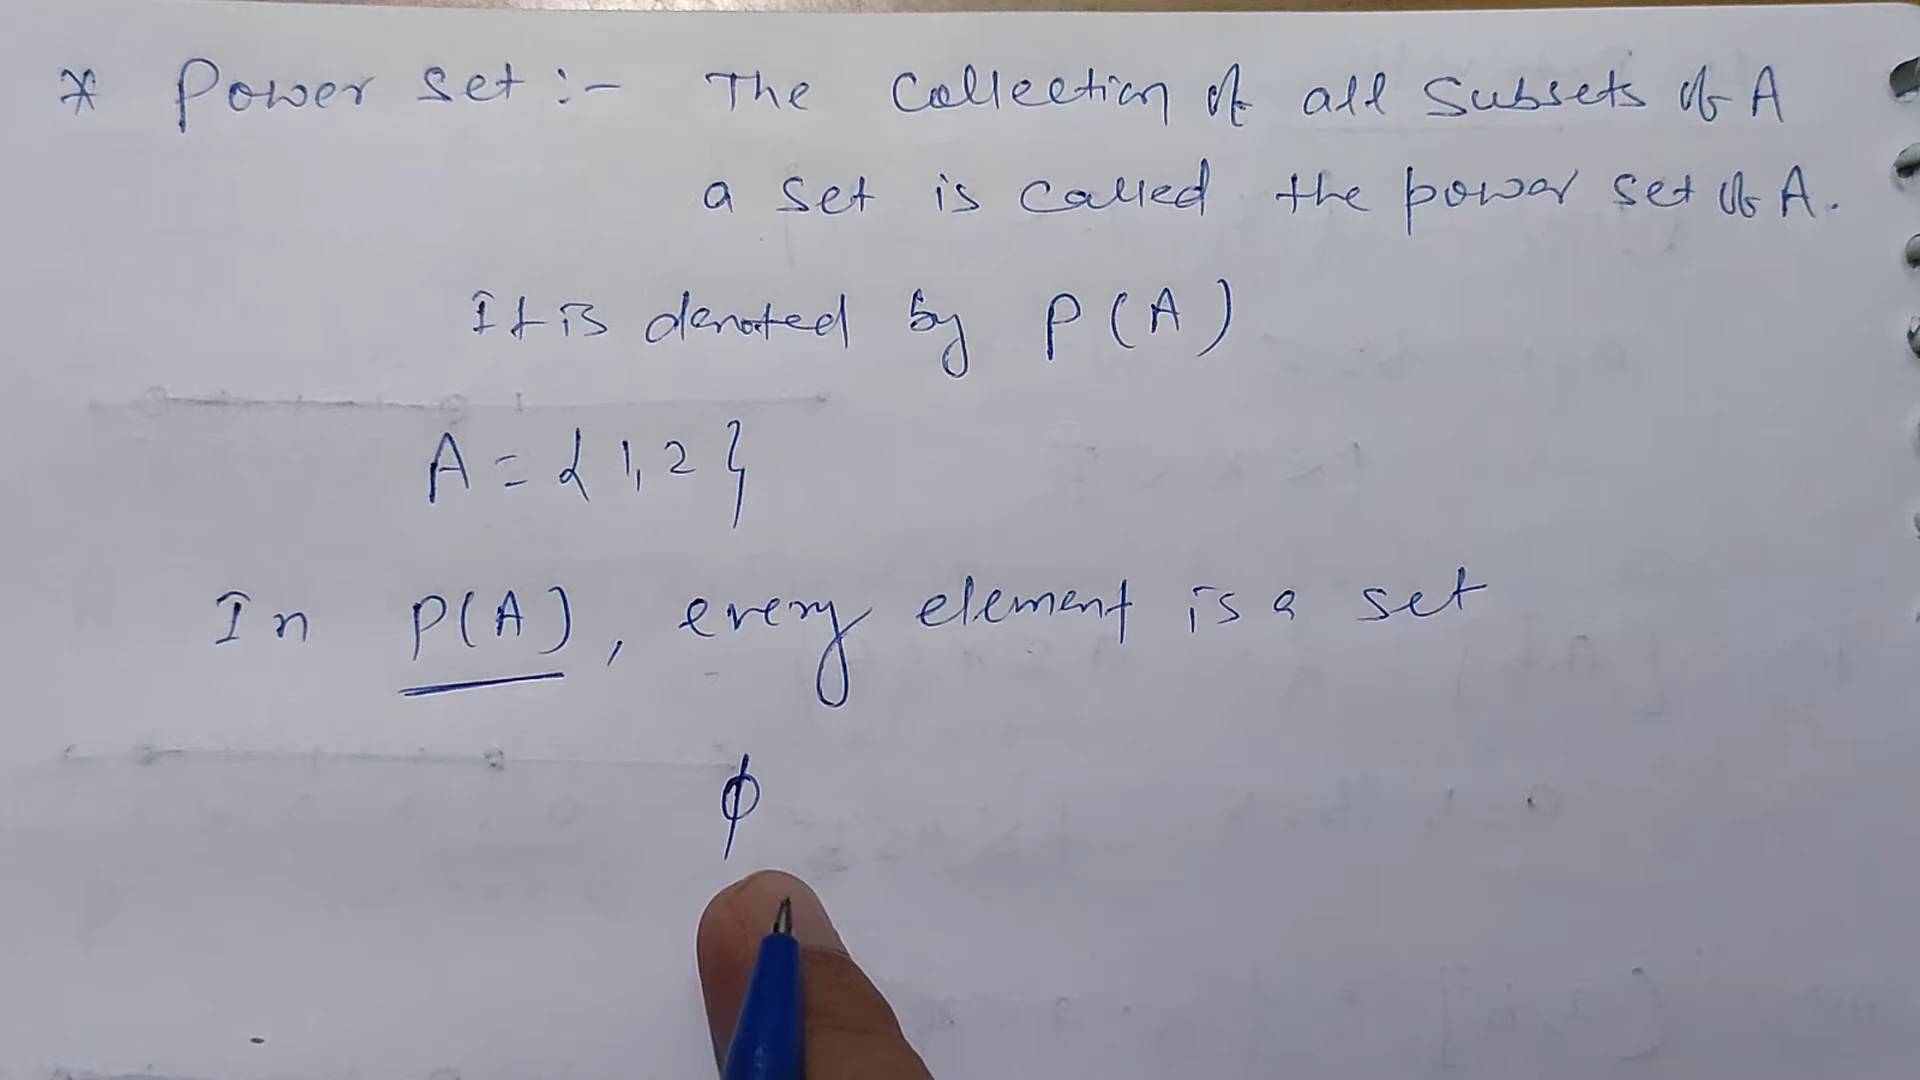 * Power set :- The Collection of all Subsets of A
a set is called the power set of A.
It is denoted by P(A)
A = { 1, 2 }
In P(A), every element is a set
ϕ